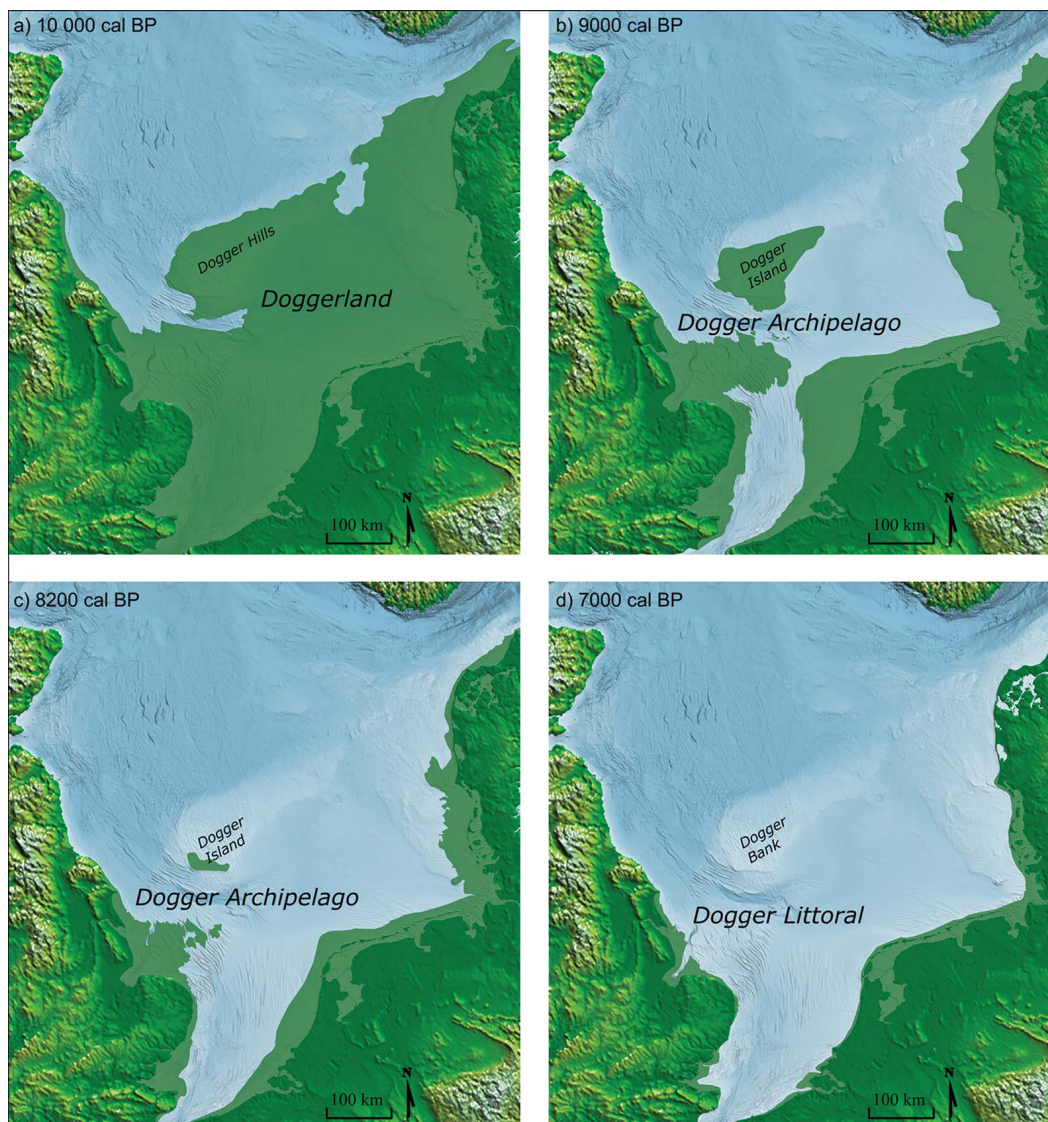 a) 10 000 cal BP
Dogger Hills
Doggerland
N
100 km
b) 9000 cal BP
Dogger
Island
Dogger Archipelago
N
100 km
c) 8200 cal BP
Dogger
Island
Dogger Archipelago
N
100 km
d) 7000 cal BP
Dogger
Bank
Dogger Littoral
N
100 km